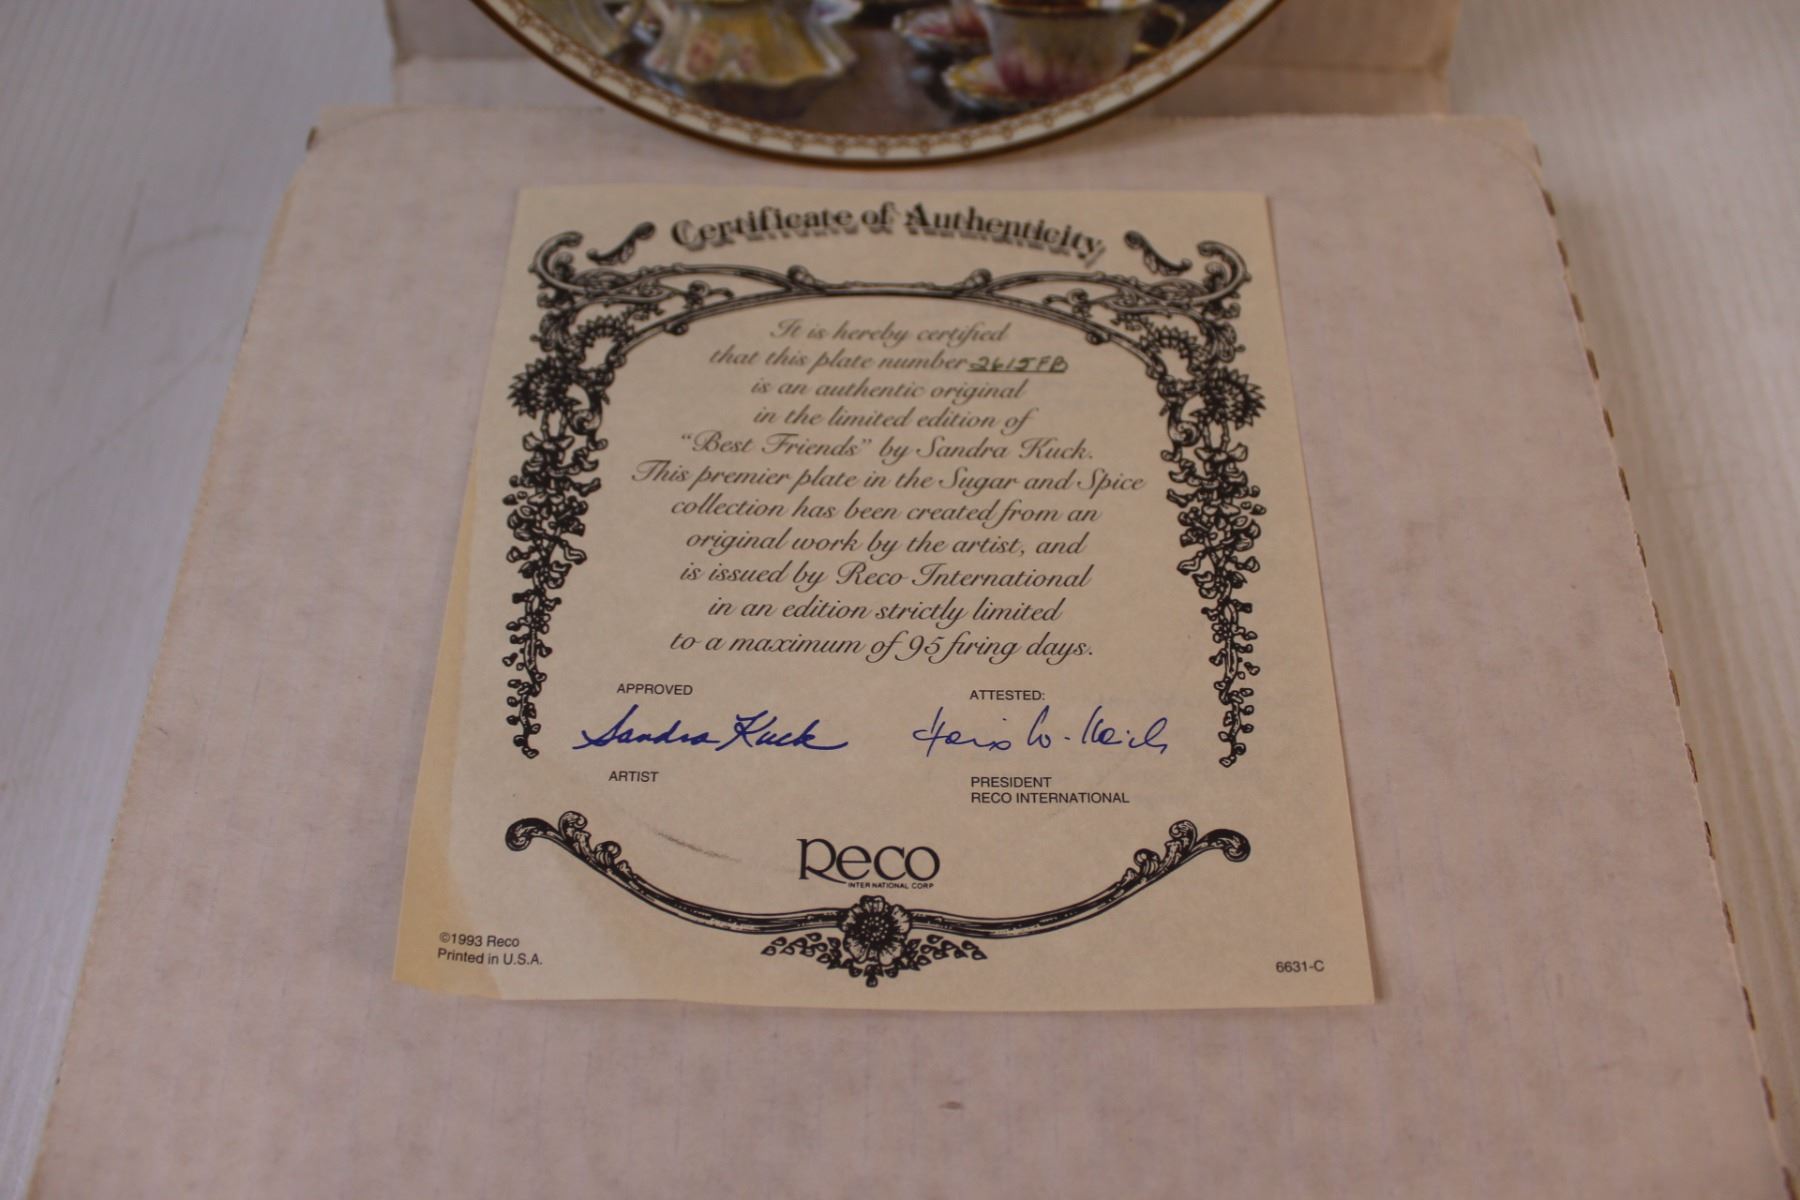 Certificate of Authenticity
It is hereby certified
that this plate number 2615FB
is an authentic original
in the limited edition of
“Best Friends” by Sandra Kuck.
This premier plate in the Sugar and Spice
collection has been created from an
original work by the artist, and
is issued by Reco International
in an edition strictly limited
to a maximum of 95 firing days.
APPROVED
Sandra Kuck
ARTIST
ATTESTED:
PRESIDENT
RECO INTERNATIONAL
Reco
INTERNATIONAL CORP
©1993 Reco
Printed in U.S.A.
6631-C